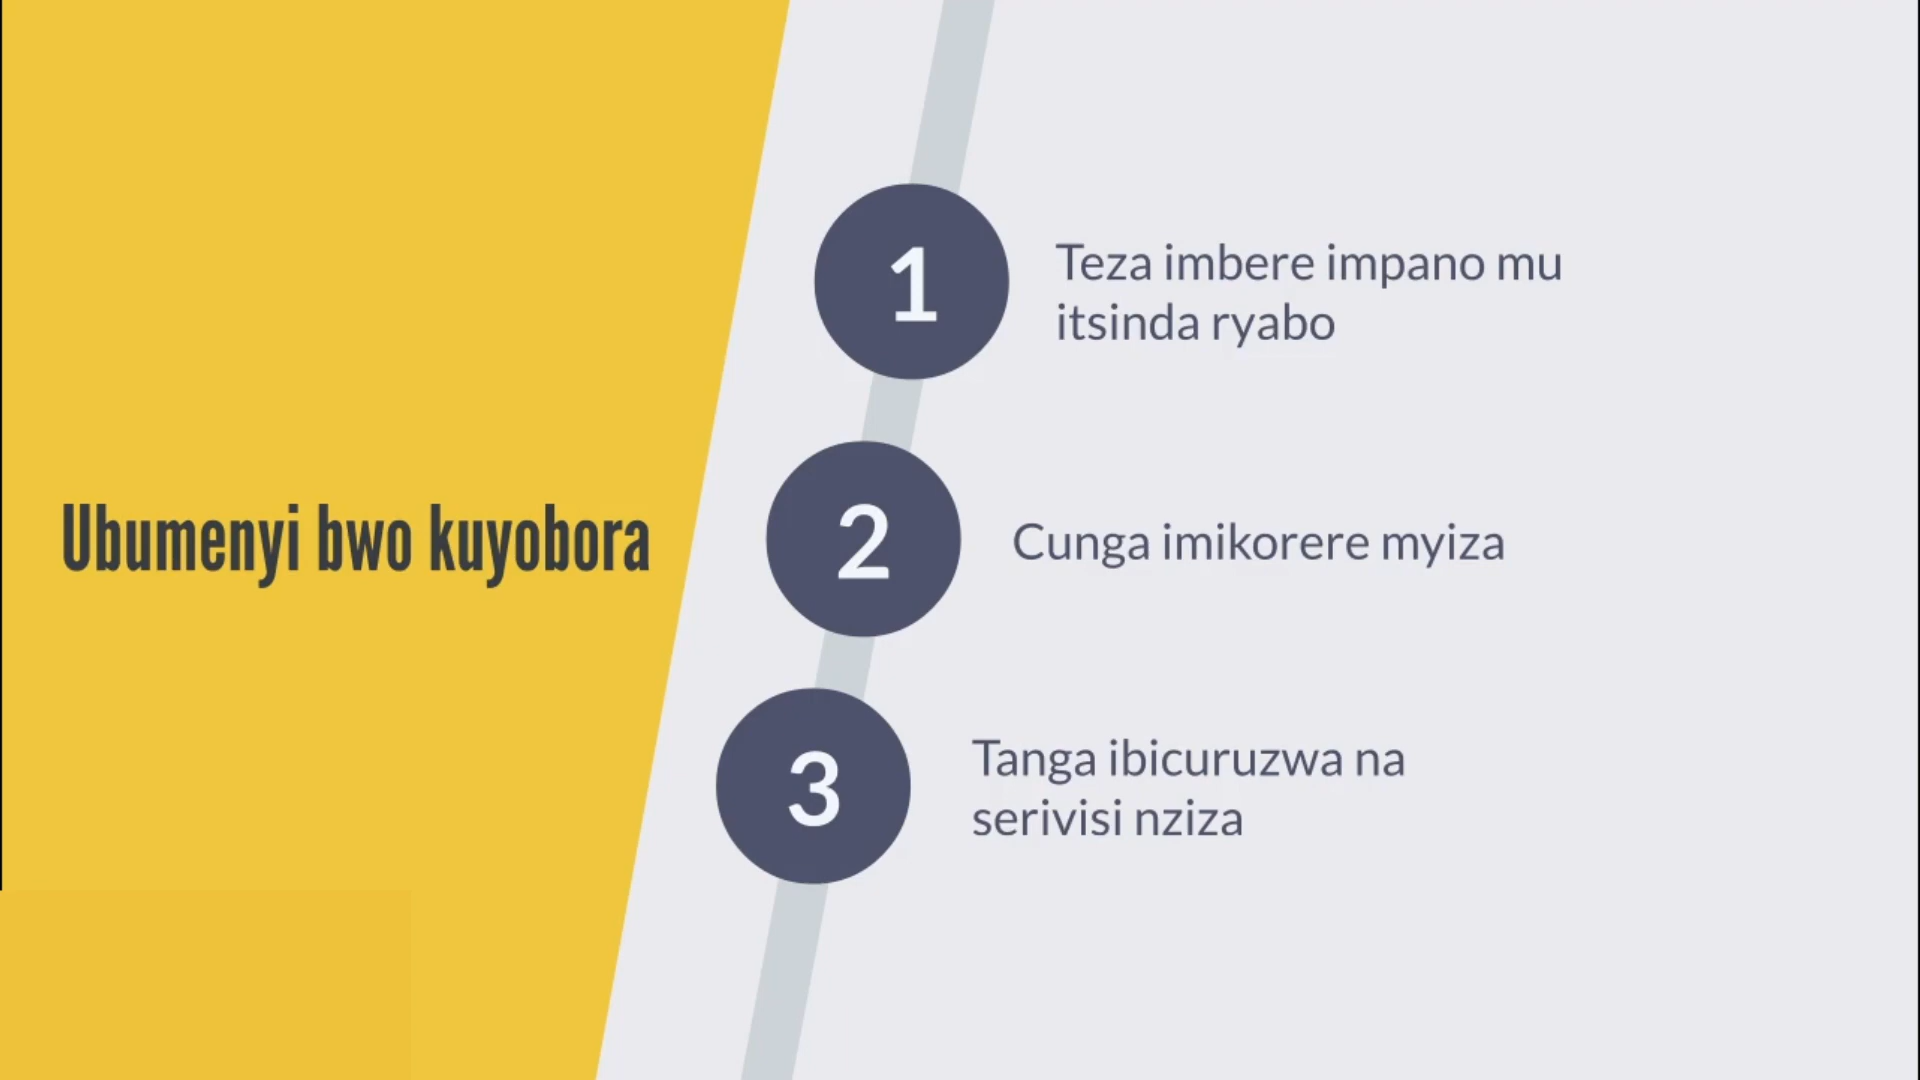 Ubumenyi bwo kuyobora
1
Teza imbere impano mu
itsinda ryabo
2
Cunga imikorere myiza
3
Tanga ibicuruzwa na
serivisi nziza